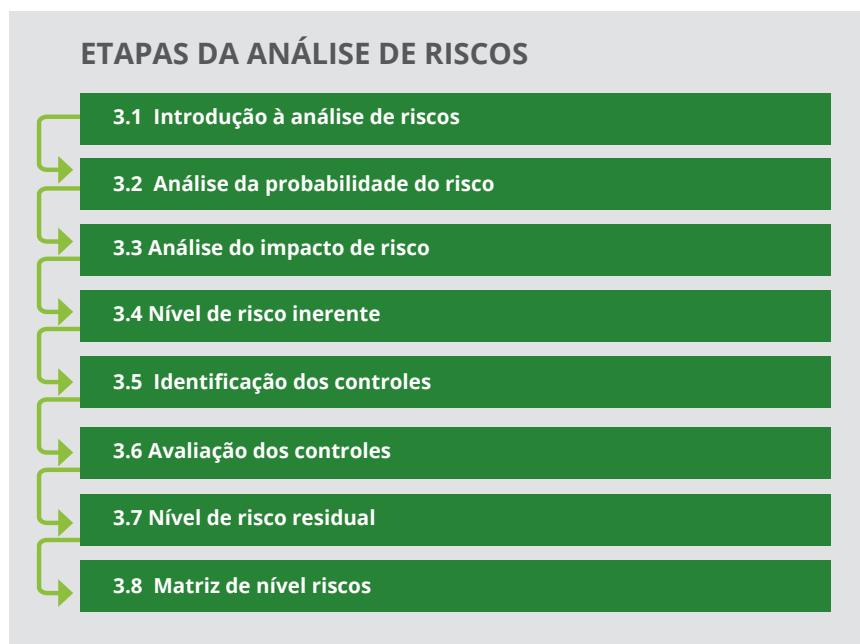 ETAPAS DA ANÁLISE DE RISCOS
3.1 Introdução à análise de riscos
3.2 Análise da probabilidade do risco
3.3 Análise do impacto de risco
3.4 Nível de risco inerente
3.5 Identificação dos controles
3.6 Avaliação dos controles
3.7 Nível de risco residual
3.8 Matriz de nível riscos